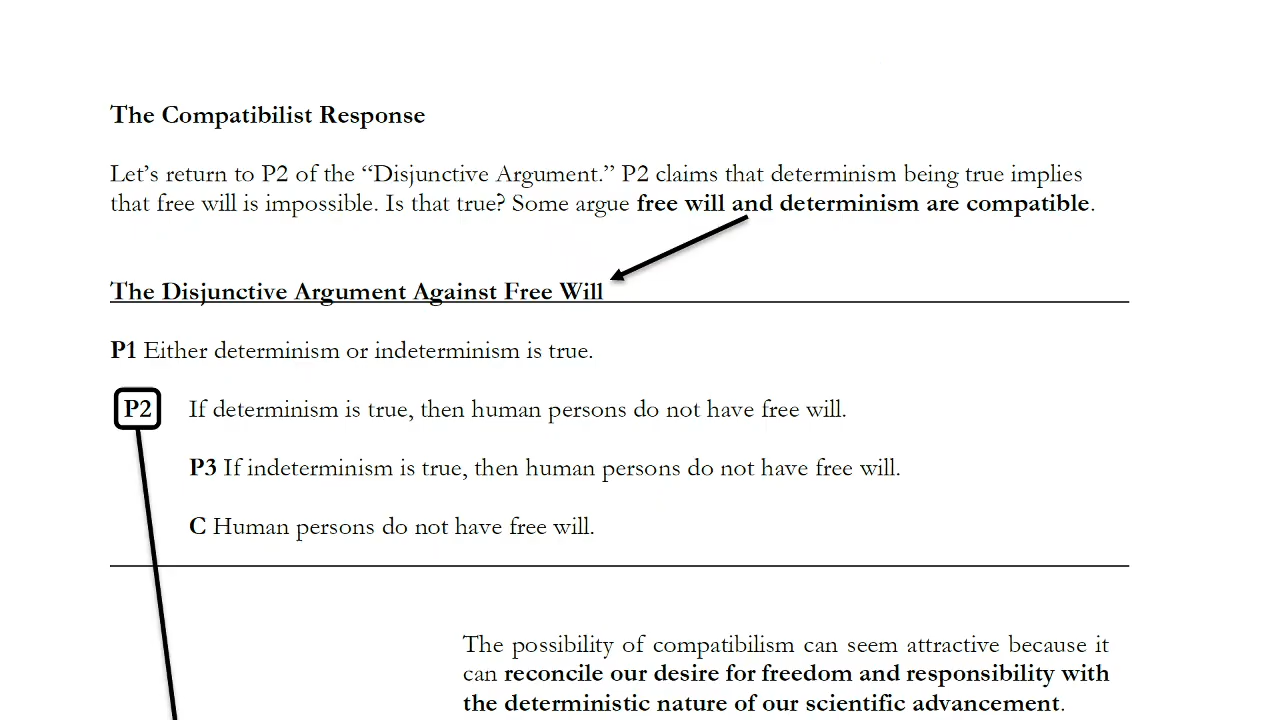 The Compatibilist Response
Let’s return to P2 of the “Disjunctive Argument.” P2 claims that determinism being true implies
that free will is impossible. Is that true? Some argue free will and determinism are compatible.
The Disjunctive Argument Against Free Will
P1 Either determinism or indeterminism is true.
P2 If determinism is true, then human persons do not have free will.
P3 If indeterminism is true, then human persons do not have free will.
C Human persons do not have free will.
The possibility of compatibilism can seem attractive because it
can reconcile our desire for freedom and responsibility with
the deterministic nature of our scientific advancement.